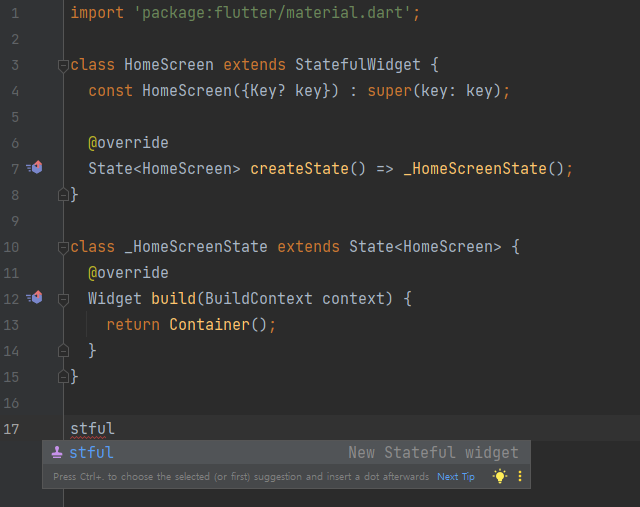 1 import 'package:flutter/material.dart';
2
3 class HomeScreen extends StatefulWidget {
4 const HomeScreen({Key? key}) : super(key: key);
5
6 @override
7 State<HomeScreen> createState() => _HomeScreenState();
8 }
9
10 class _HomeScreenState extends State<HomeScreen> {
11 @override
12 Widget build(BuildContext context) {
13 return Container();
14 }
15 }
16
17 stful
stful New Stateful widget
Press Ctrl+. to choose the selected (or first) suggestion and insert a dot afterwards Next Tip